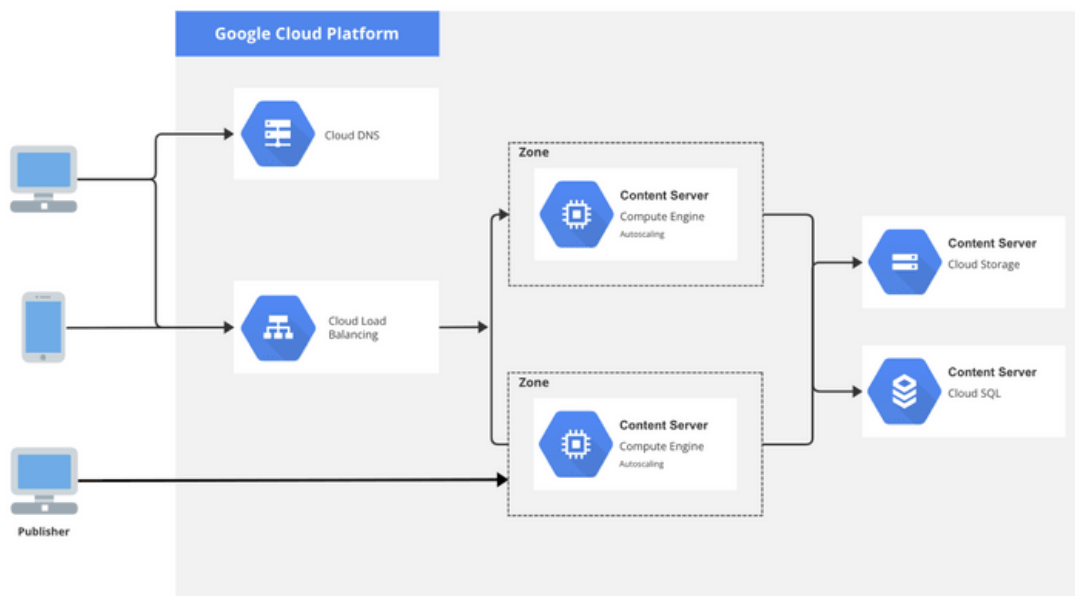 Google Cloud Platform
Cloud DNS
Zone
Content Server
Compute Engine
Autoscaling
Content Server
Cloud Storage
Cloud Load
Balancing
Zone
Content Server
Compute Engine
Autoscaling
Content Server
Cloud SQL
Publisher